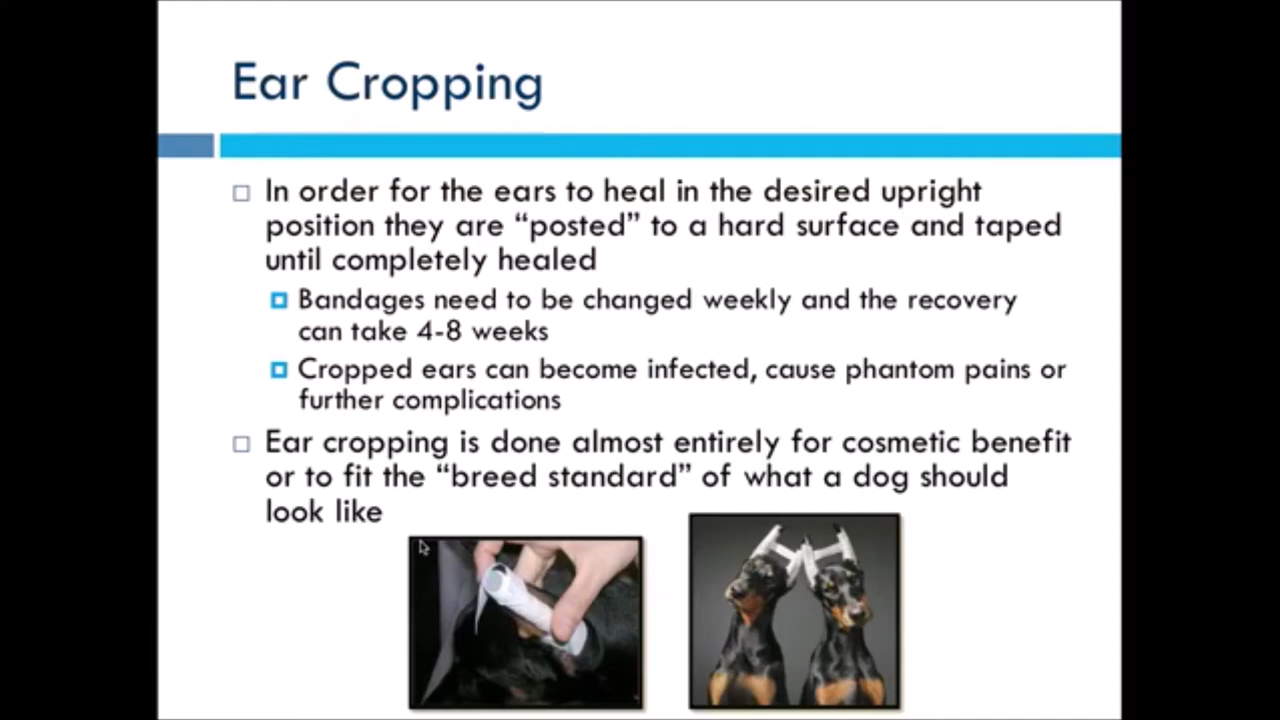 Ear Cropping
In order for the ears to heal in the desired upright
position they are “posted” to a hard surface and taped
until completely healed
Bandages need to be changed weekly and the recovery
can take 4-8 weeks
Cropped ears can become infected, cause phantom pains or
further complications
Ear cropping is done almost entirely for cosmetic benefit
or to fit the “breed standard” of what a dog should
look like